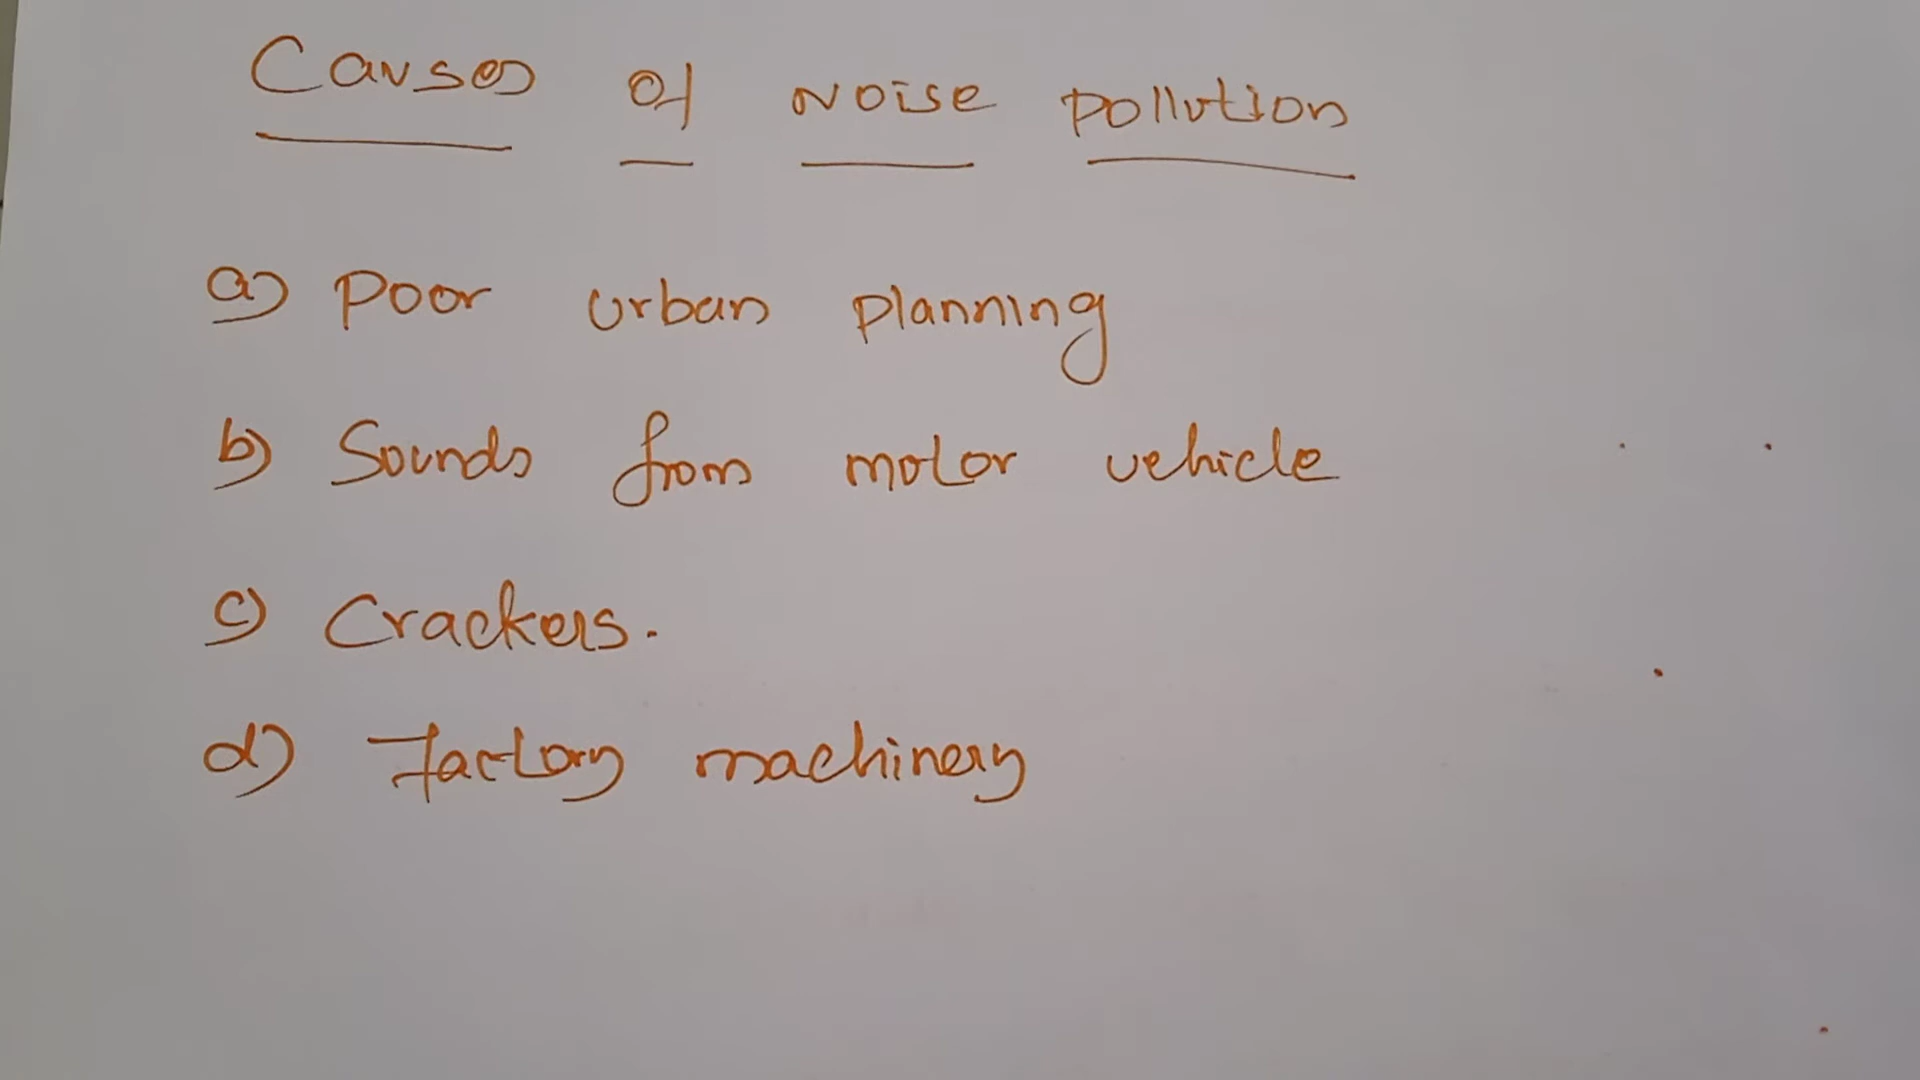 Causes of Noise pollution
a) Poor urban planning
b) Sounds from motor vehicle
c) Crackers.
d) Factory machinery